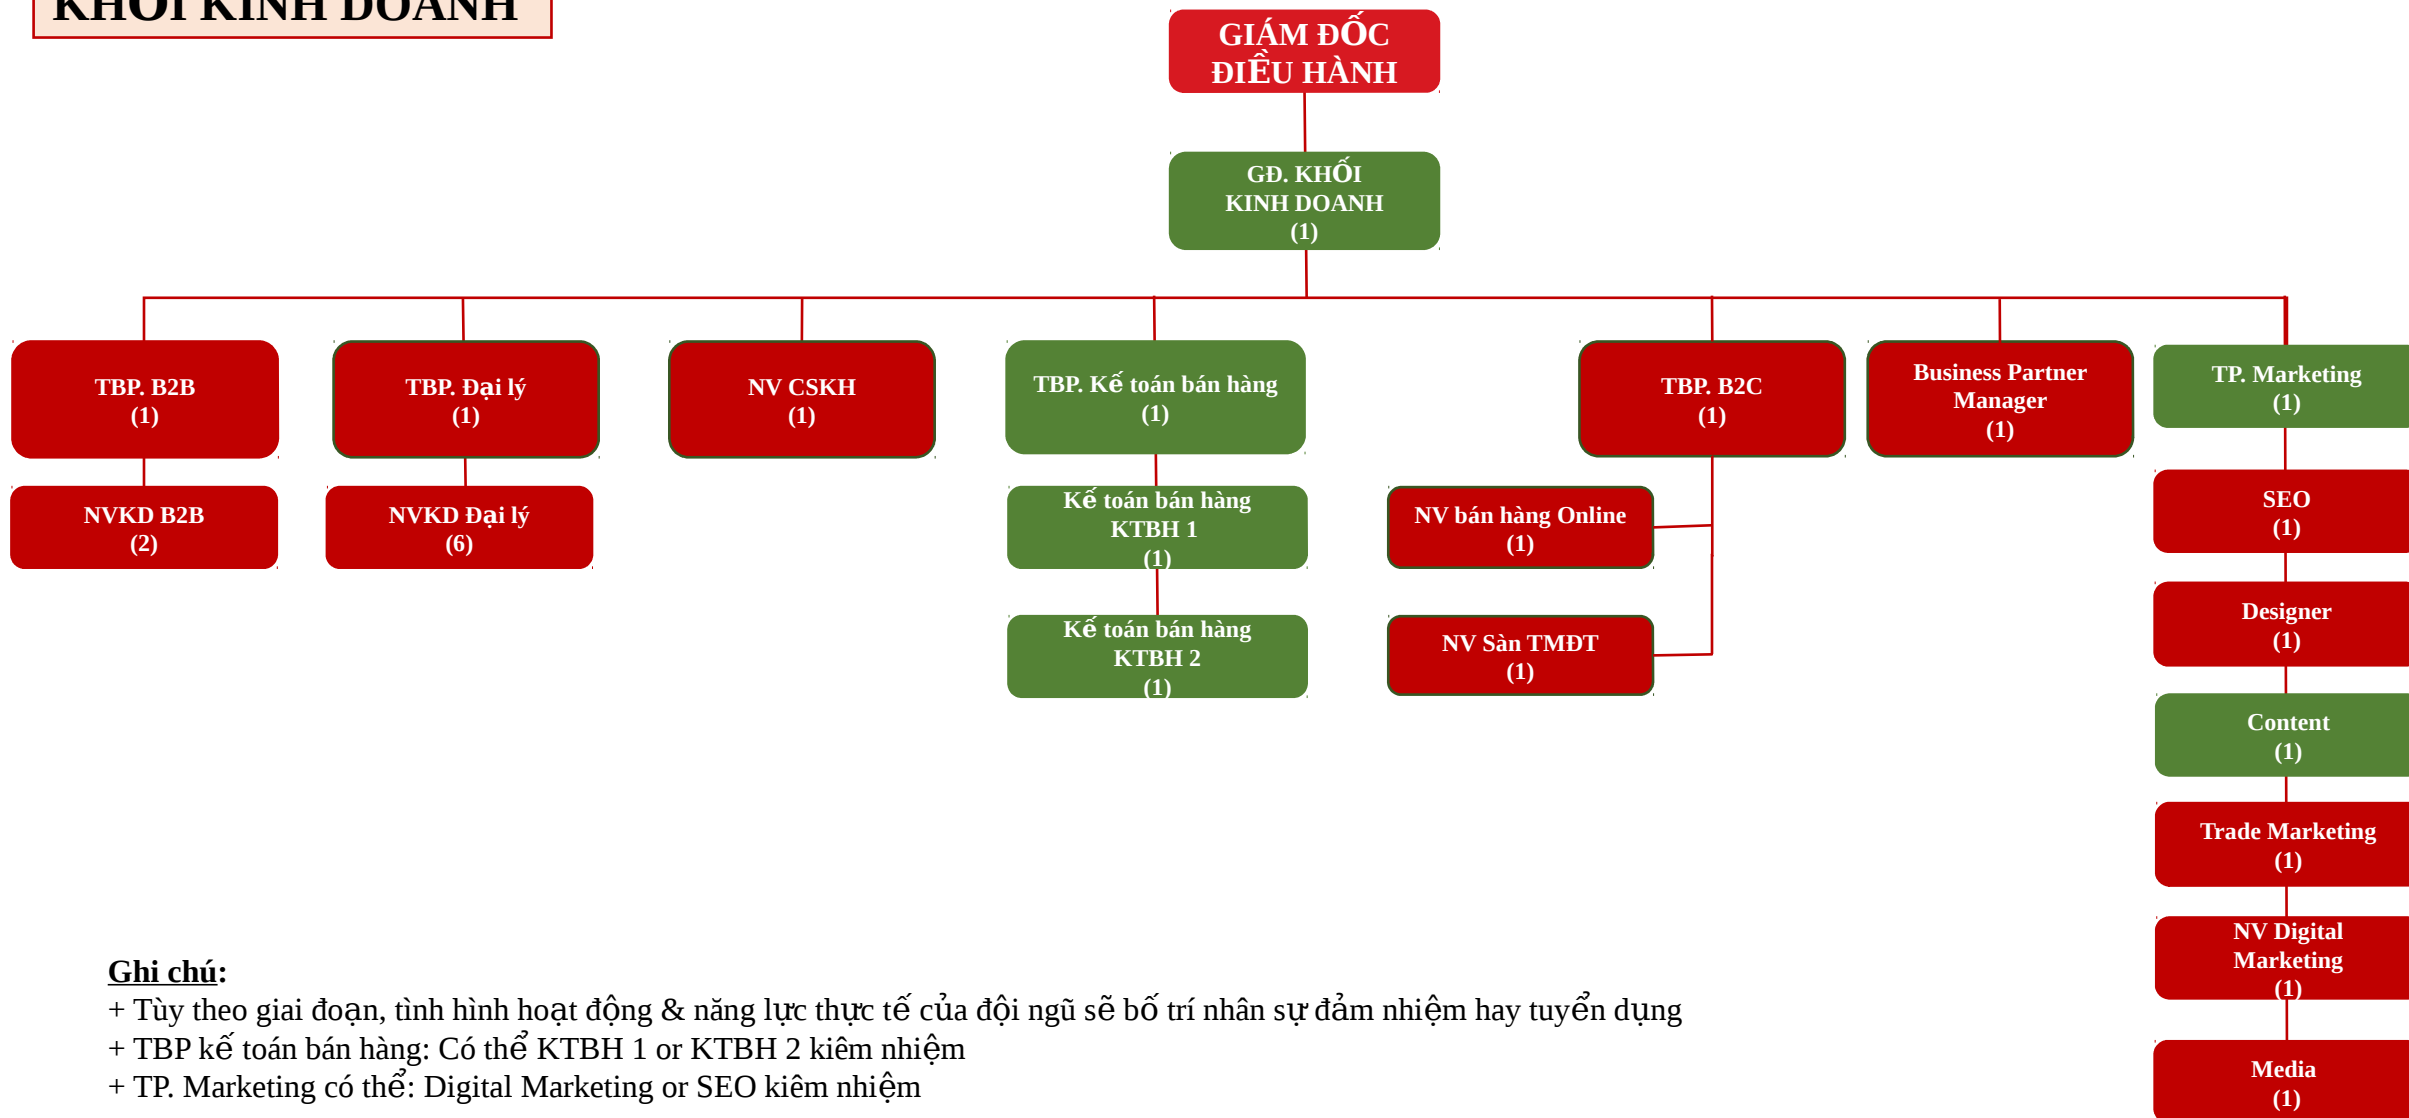 KHỐI KINH DOANH
GIÁM ĐỐC
ĐIỀU HÀNH
GĐ. KHỐI
KINH DOANH
(1)
TBP. B2B
(1)
TBP. Đại lý
(1)
NV CSKH
(1)
TBP. Kế toán bán hàng
(1)
TBP. B2C
(1)
Business Partner
Manager
(1)
TP. Marketing
(1)
NVKD B2B
(2)
NVKD Đại lý
(6)
Kế toán bán hàng
KTBH 1
(1)
NV bán hàng Online
(1)
SEO
(1)
Kế toán bán hàng
KTBH 2
(1)
NV Sàn TMĐT
(1)
Designer
(1)
Content
(1)
Trade Marketing
(1)
NV Digital
Marketing
(1)
Media
(1)
Ghi chú:
+ Tùy theo giai đoạn, tình hình hoạt động & năng lực thực tế của đội ngũ sẽ bố trí nhân sự đảm nhiệm hay tuyển dụng
+ TBP kế toán bán hàng: Có thể KTBH 1 or KTBH 2 kiêm nhiệm
+ TP. Marketing có thể: Digital Marketing or SEO kiêm nhiệm